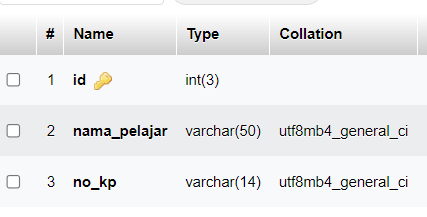 # Name Type Collation
1 id int(3)
2 nama_pelajar varchar(50) utf8mb4_general_ci
3 no_kp varchar(14) utf8mb4_general_ci